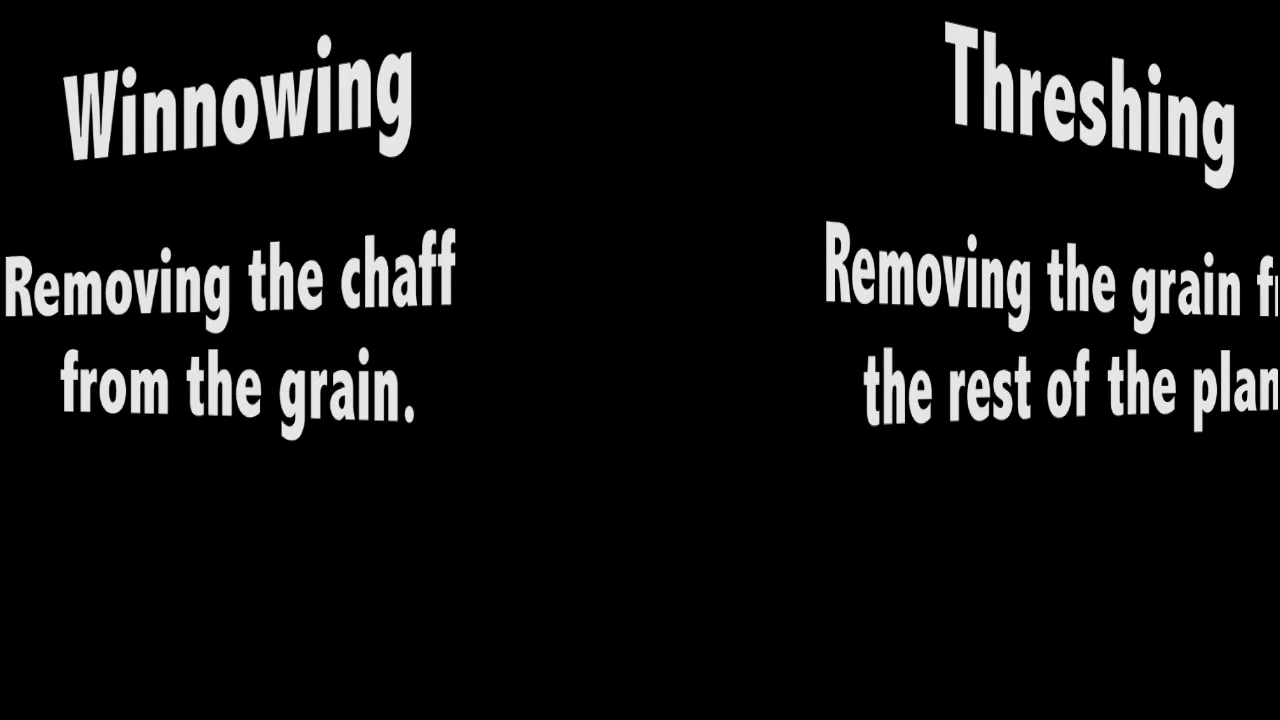 Winnowing
Removing the chaff
from the grain.
Threshing
Removing the grain
the rest of the